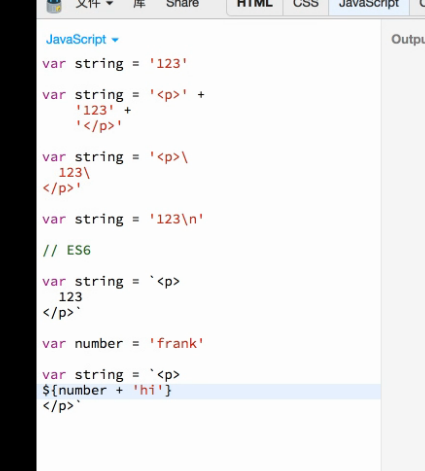 文件 库 Share HTML CSS JavaScript
JavaScript
var string = '123'
var string = '<p>' +
    '123' +
    '</p>'
var string = '<p>\
  123\
</p>'
var string = '123\n'
// ES6
var string = `<p>
  123
</p>`
var number = 'frank'
var string = `<p>
${number + 'hi'}
</p>`